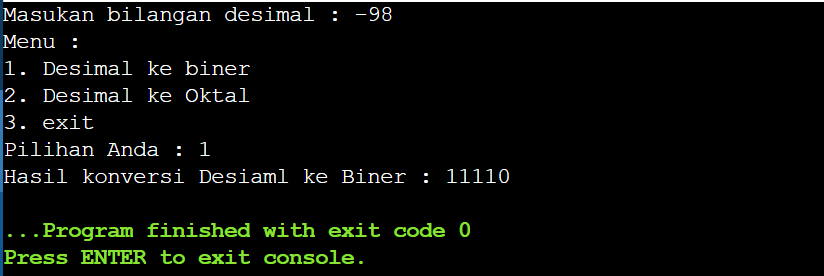 Masukan bilangan desimal : -98
Menu :
1. Desimal ke biner
2. Desimal ke Oktal
3. exit
Pilihan Anda : 1
Hasil konversi Desiaml ke Biner : 11110
...Program finished with exit code 0
Press ENTER to exit console.